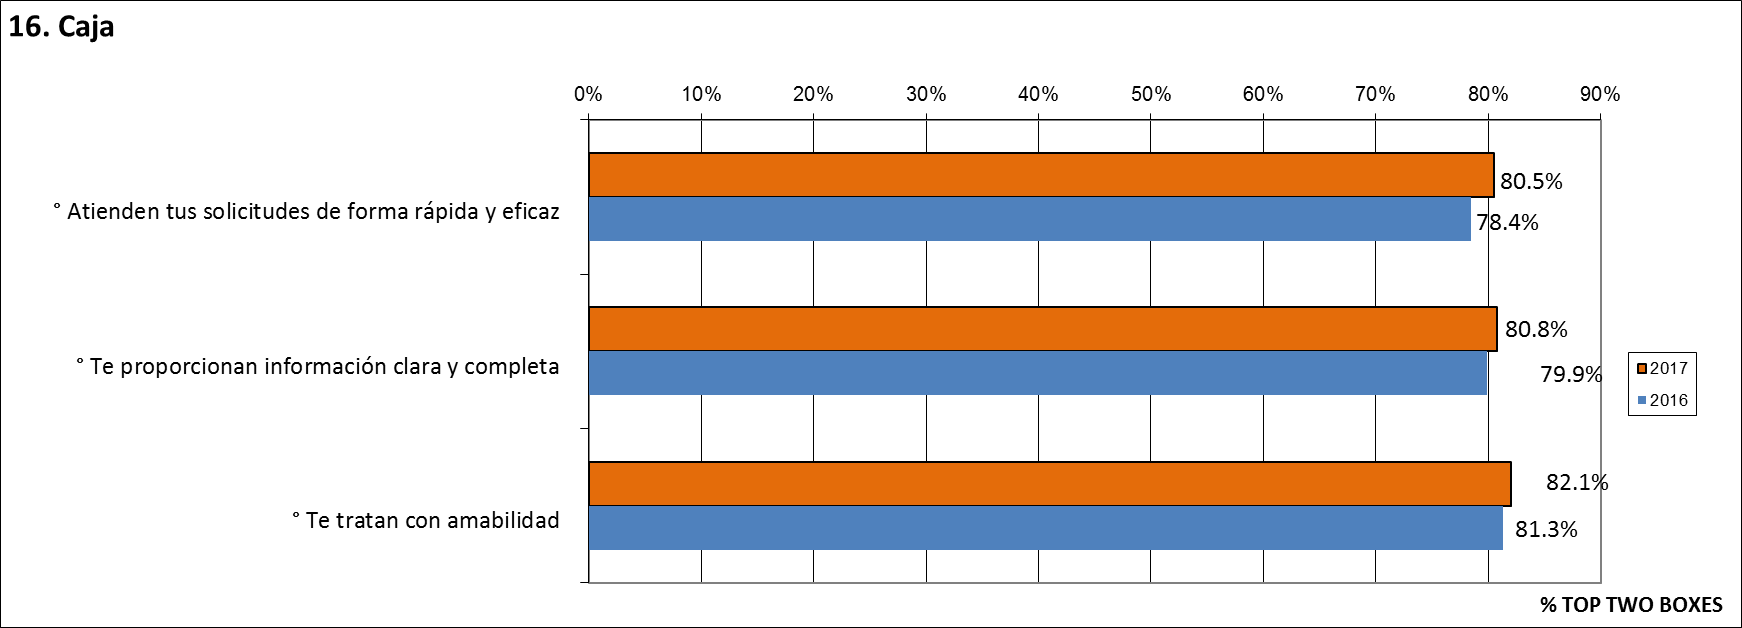 16. Caja
0% 10% 20% 30% 40% 50% 60% 70% 80% 90%
° Atienden tus solicitudes de forma rápida y eficaz
80.5%
78.4%
° Te proporcionan información clara y completa
80.8%
79.9%
° Te tratan con amabilidad
82.1%
81.3%
2017
2016
% TOP TWO BOXES